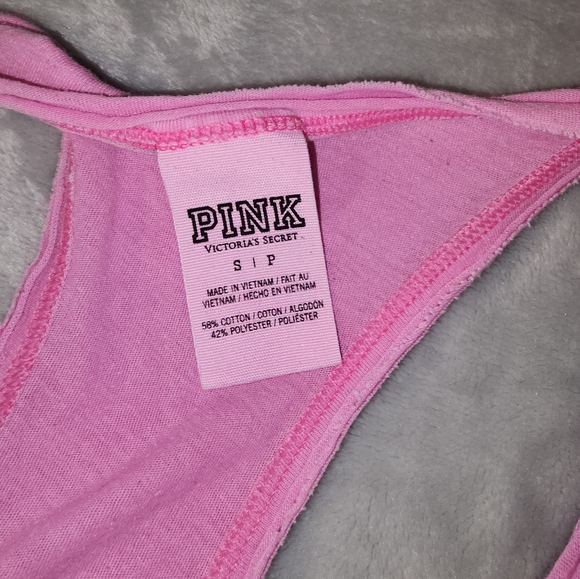 PINK
VICTORIA'S SECRET
S | P
MADE IN VIETNAM / FAIT AU
VIETNAM / HECHO EN VIETNAM
58% COTTON / COTON / ALGODÓN
42% POLYESTER / POLIÉSTER